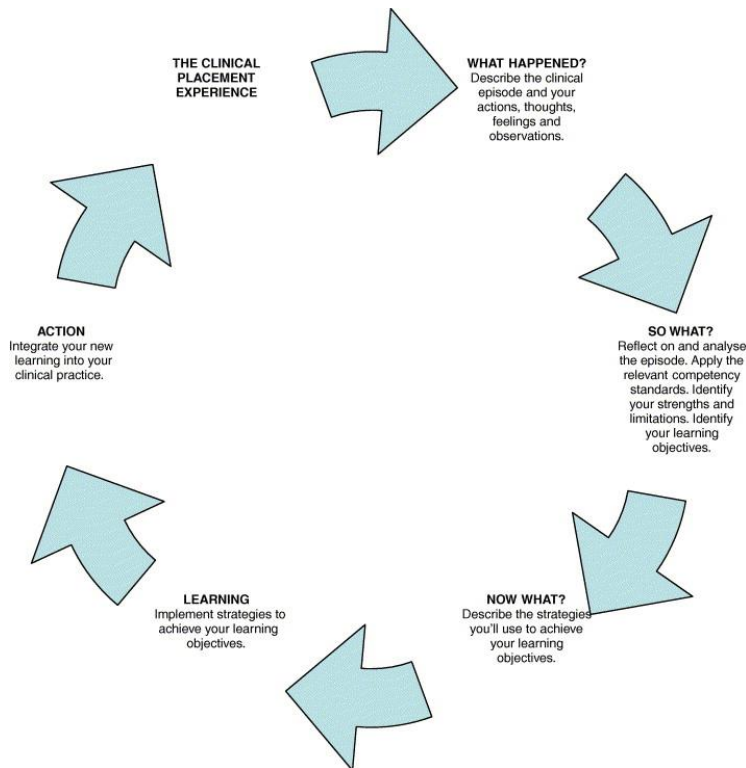 THE CLINICAL
PLACEMENT
EXPERIENCE
WHAT HAPPENED?
Describe the clinical
episode and your
actions, thoughts,
feelings and
observations.
SO WHAT?
Reflect on and analyse
the episode. Apply the
relevant competency
standards. Identify
your strengths and
limitations. Identify
your learning
objectives.
NOW WHAT?
Describe the strategies
you'll use to achieve
your learning
objectives.
LEARNING
Implement strategies to
achieve your learning
objectives.
ACTION
Integrate your new
learning into your
clinical practice.